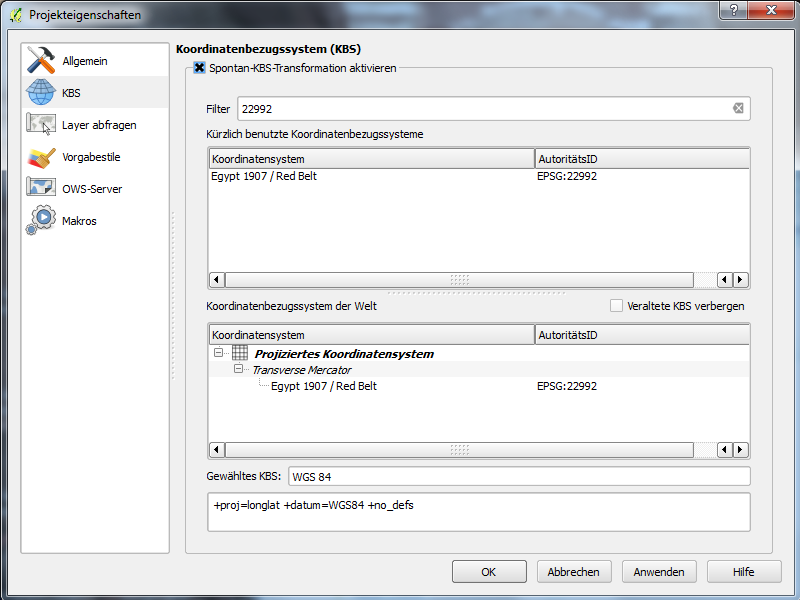 Projekteigenschaften
?
Allgemein
KBS
Layer abfragen
Vorgabestile
OWS-Server
Makros
Koordinatenbezugssystem (KBS)
Spontan-KBS-Transformation aktivieren
Filter 22992
Kürzlich benutzte Koordinatenbezugssysteme
Koordinatensystem AutoritätsID
Egypt 1907 / Red Belt EPSG:22992
Koordinatenbezugssystem der Welt Veraltete KBS verbergen
Koordinatensystem AutoritätsID
Projiziertes Koordinatensystem
Transverse Mercator
Egypt 1907 / Red Belt EPSG:22992
Gewähltes KBS: WGS 84
+proj=longlat +datum=WGS84 +no_defs
OK Abbrechen Anwenden Hilfe